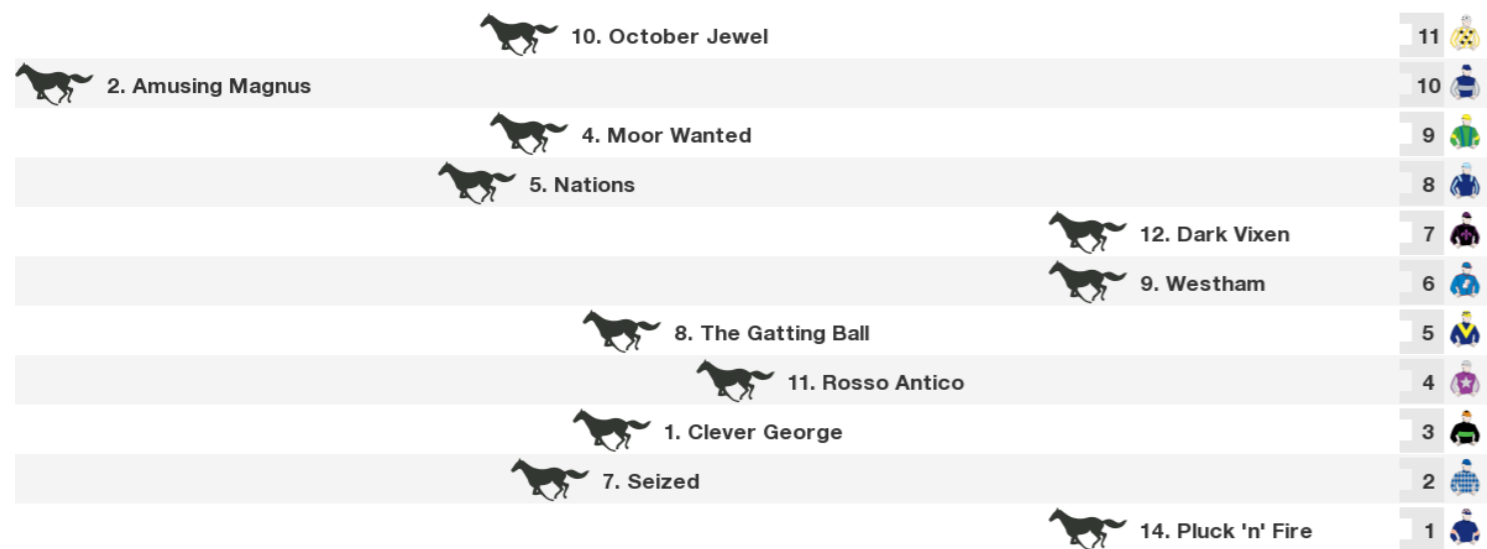 10. October Jewel 11
2. Amusing Magnus 10
4. Moor Wanted 9
5. Nations 8
12. Dark Vixen 7
9. Westham 6
8. The Gatting Ball 5
11. Rosso Antico 4
1. Clever George 3
7. Seized 2
14. Pluck 'n' Fire 1